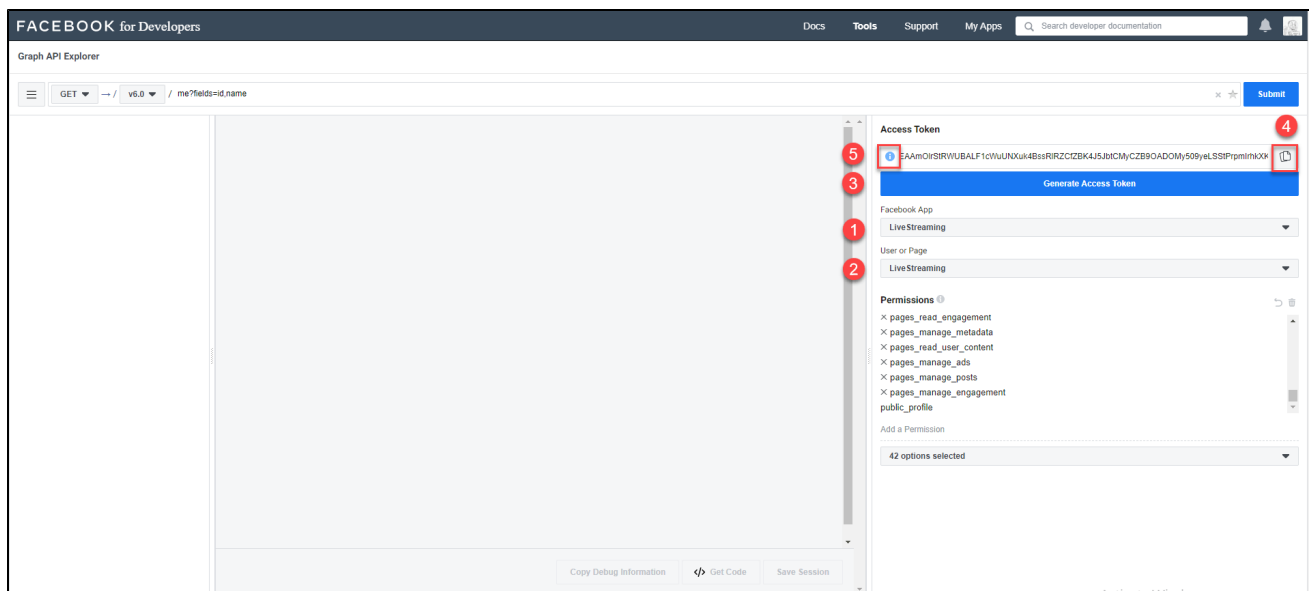 FACEBOOK for Developers
Docs Tools Support My Apps Search developer documentation
Graph API Explorer
GET → / v6.0 / me?fields=id,name Submit
Access Token
4
5
EAAmOIrStRWUBALF1cWuUNXuk4BssRIRZCfZBK4J5JbtCMyCZB9OADOMy509yeLSStPrpmIrhkXK
3
Generate Access Token
Facebook App
1
LiveStreaming
User or Page
2
LiveStreaming
Permissions
× pages_read_engagement
× pages_manage_metadata
× pages_read_user_content
× pages_manage_ads
× pages_manage_posts
× pages_manage_engagement
public_profile
Add a Permission
42 options selected
Copy Debug Information </> Get Code Save Session